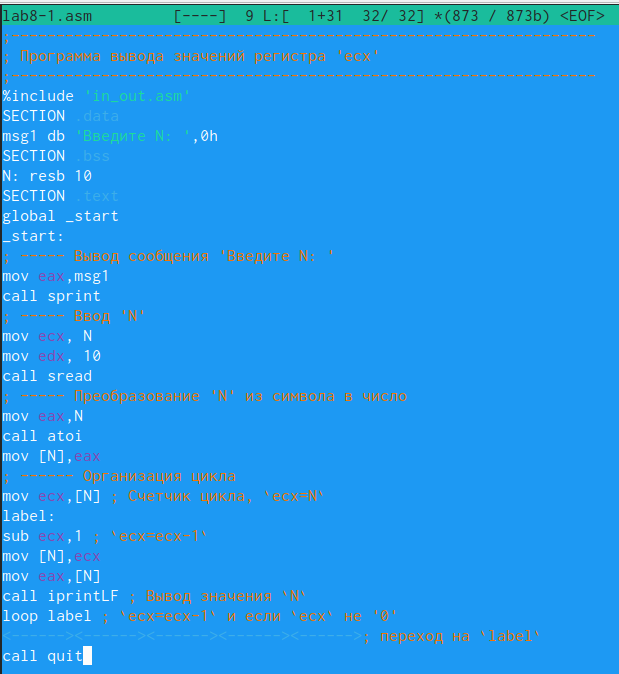 lab8-1.asm [----] 9 L:[ 1+31 32/ 32] *(873 / 873b) <EOF>
;--------------------------------------------------------------------
; Программа вывода значений регистра 'ecx'
;--------------------------------------------------------------------
%include 'in_out.asm'
SECTION .data
msg1 db 'Введите N: ',0h
SECTION .bss
N: resb 10
SECTION .text
global _start
_start:
; ----- Вывод сообщения 'Введите N: '
mov eax,msg1
call sprint
; ----- Ввод 'N'
mov ecx, N
mov edx, 10
call sread
; ----- Преобразование 'N' из символа в число
mov eax,N
call atoi
mov [N],eax
; ------ Организация цикла
mov ecx,[N] ; Счетчик цикла, `ecx=N`
label:
sub ecx,1 ; `ecx=ecx-1`
mov [N],ecx
mov eax,[N]
call iprintLF ; Вывод значения `N`
loop label ; `ecx=ecx-1` и если `ecx` не '0'
<------><------><------><------><------>; переход на `label`
call quit